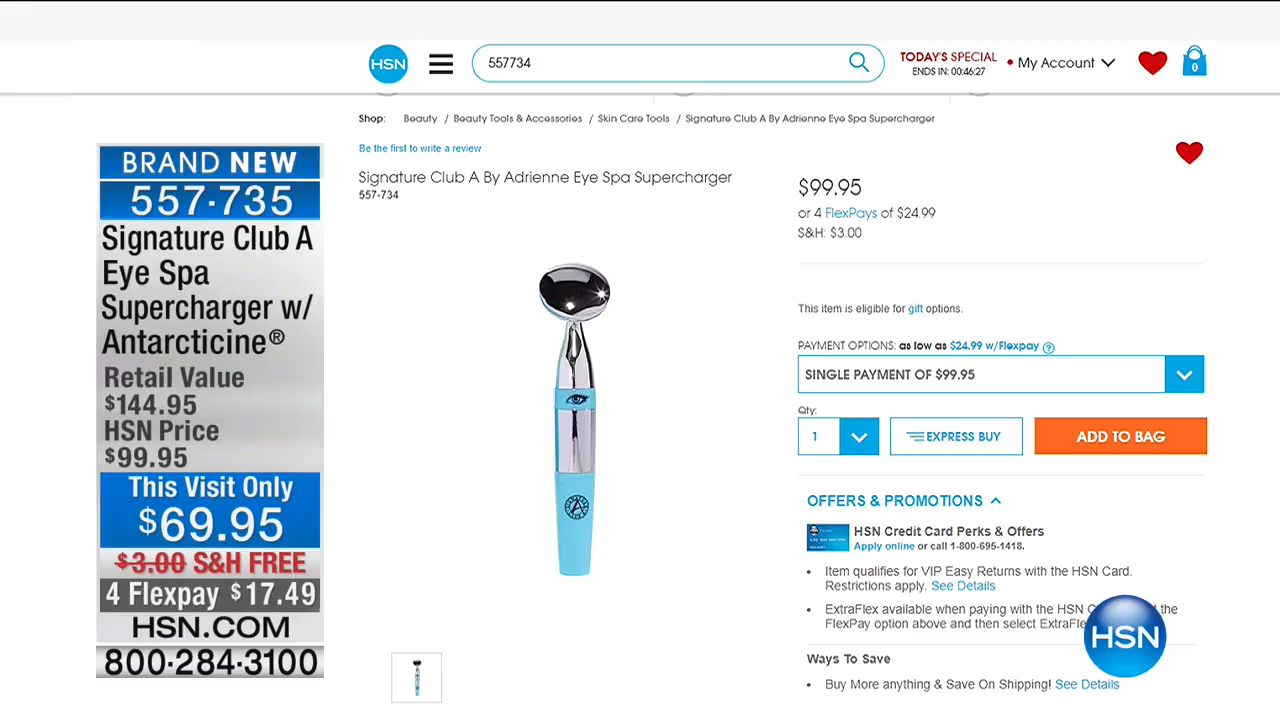 HSN
557734
TODAY'S SPECIAL
ENDS IN: 00:46:27
My Account
0
Shop: Beauty / Beauty Tools & Accessories / Skin Care Tools / Signature Club A By Adrienne Eye Spa Supercharger
BRAND NEW
557·735
Signature Club A
Eye Spa
Supercharger w/
Antarcticine®
Retail Value
$144.95
HSN Price
$99.95
This Visit Only
$69.95
$3.00 S&H FREE
4 Flexpay $17.49
HSN.COM
800·284·3100
Be the first to write a review
Signature Club A By Adrienne Eye Spa Supercharger
557-734
$99.95
or 4 FlexPays of $24.99
S&H: $3.00
This item is eligible for gift options.
PAYMENT OPTIONS: as low as $24.99 w/Flexpay ?
SINGLE PAYMENT OF $99.95
Qty:
1
EXPRESS BUY
ADD TO BAG
OFFERS & PROMOTIONS
HSN Credit Card Perks & Offers
Apply online or call 1-800-695-1418.
• Item qualifies for VIP Easy Returns with the HSN Card.
Restrictions apply. See Details
• ExtraFlex available when paying with the HSN the
FlexPay option above and then select
HSN
Ways To Save
• Buy More anything & Save On Shipping! See Details